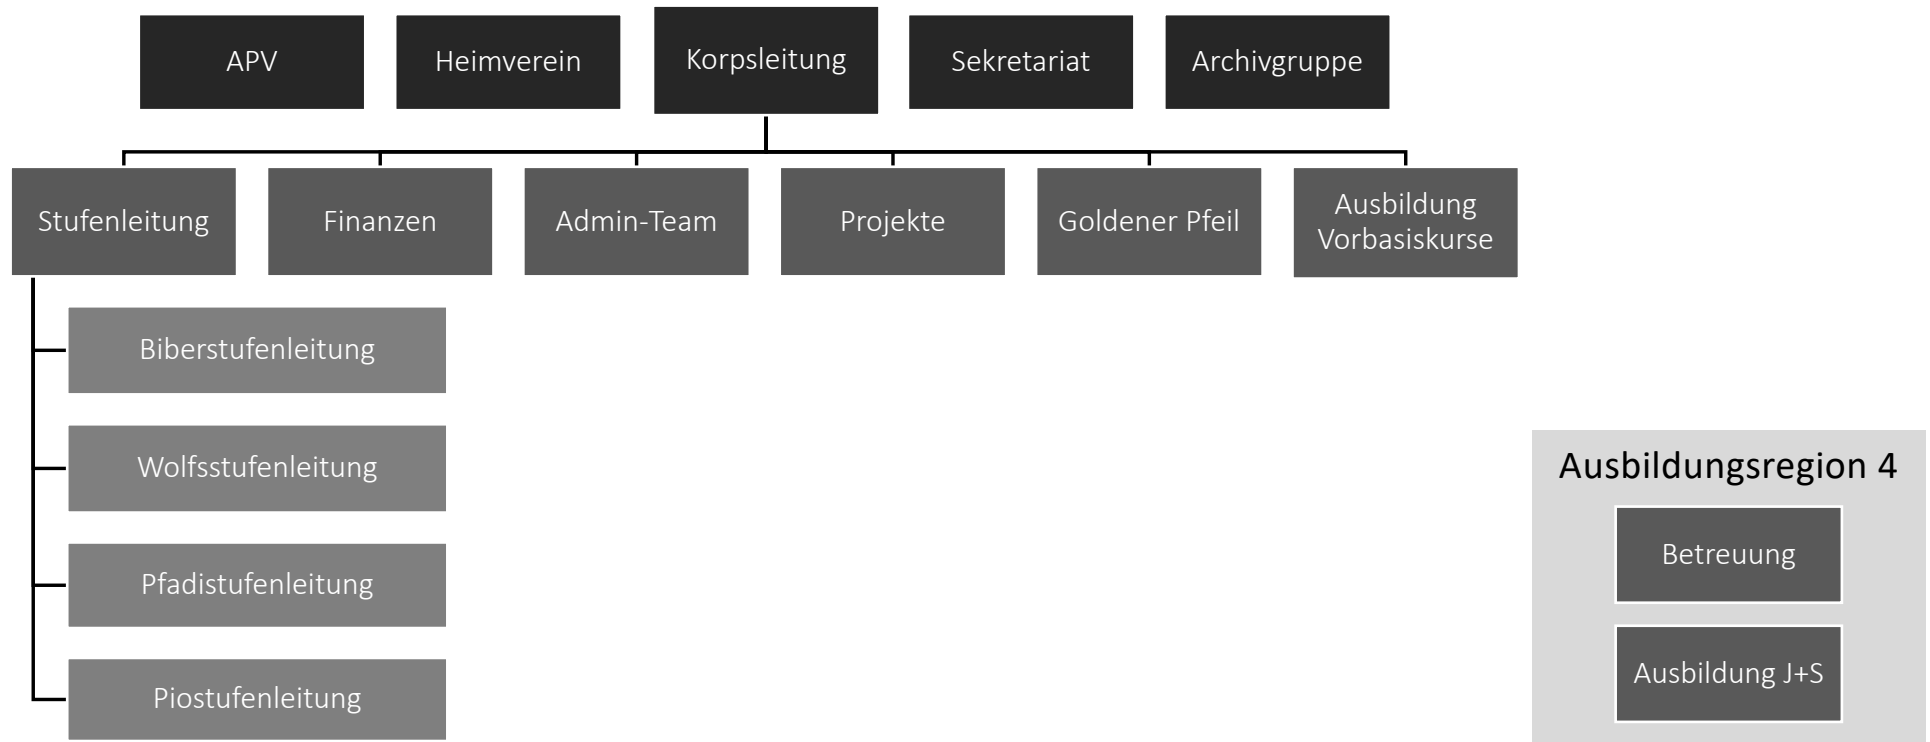 APV
Heimverein
Korpsleitung
Sekretariat
Archivgruppe
Stufenleitung
Finanzen
Admin-Team
Projekte
Goldener Pfeil
Ausbildung
Vorbasiskurse
Biberstufenleitung
Wolfsstufenleitung
Pfadistufenleitung
Piostufenleitung
Ausbildungsregion 4
Betreuung
Ausbildung J+S